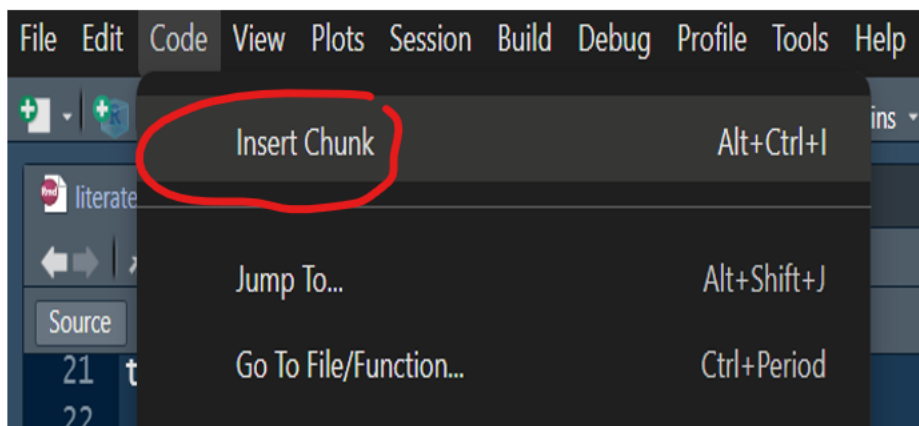 File Edit Code View Plots Session Build Debug Profile Tools Help
Insert Chunk Alt+Ctrl+I
ins
literate
Jump To... Alt+Shift+J
Source
Go To File/Function... Ctrl+Period
21 t
22